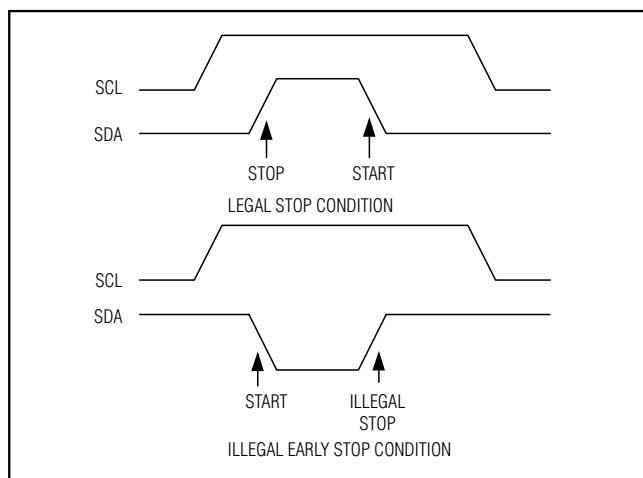 SCL
SDA
STOP START
LEGAL STOP CONDITION
SCL
SDA
START ILLEGAL
STOP
ILLEGAL EARLY STOP CONDITION